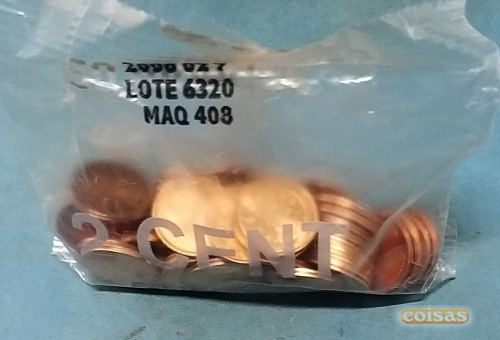 LOTE 6320
MAQ 408
2 CENT
coisas